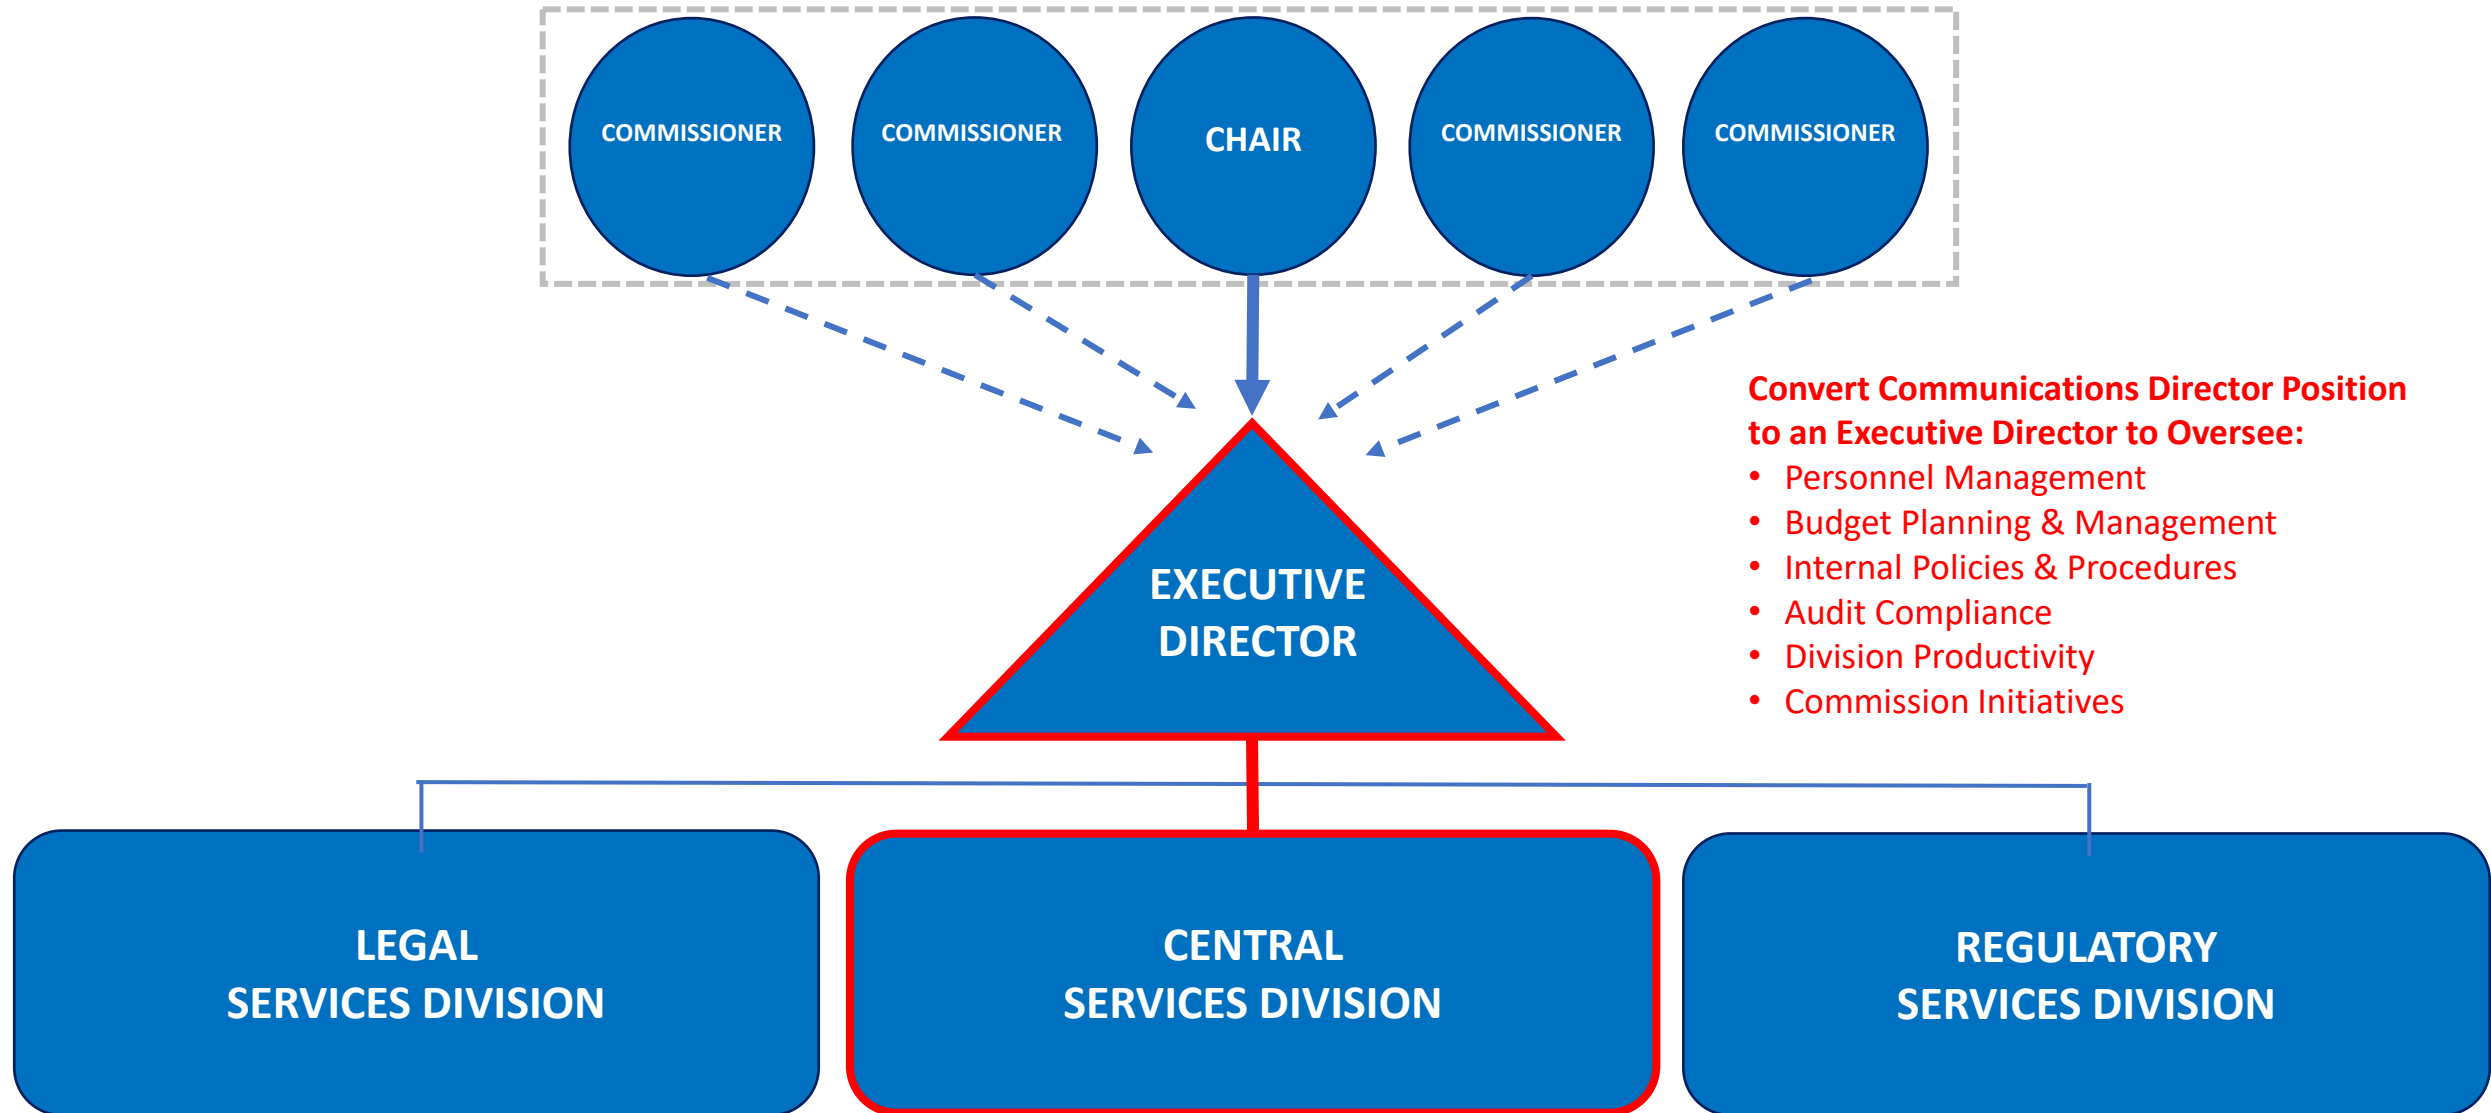 COMMISSIONER
COMMISSIONER
CHAIR
COMMISSIONER
COMMISSIONER
Convert Communications Director Position
to an Executive Director to Oversee:
• Personnel Management
• Budget Planning & Management
• Internal Policies & Procedures
• Audit Compliance
• Division Productivity
• Commission Initiatives
EXECUTIVE
DIRECTOR
LEGAL
SERVICES DIVISION
CENTRAL
SERVICES DIVISION
REGULATORY
SERVICES DIVISION